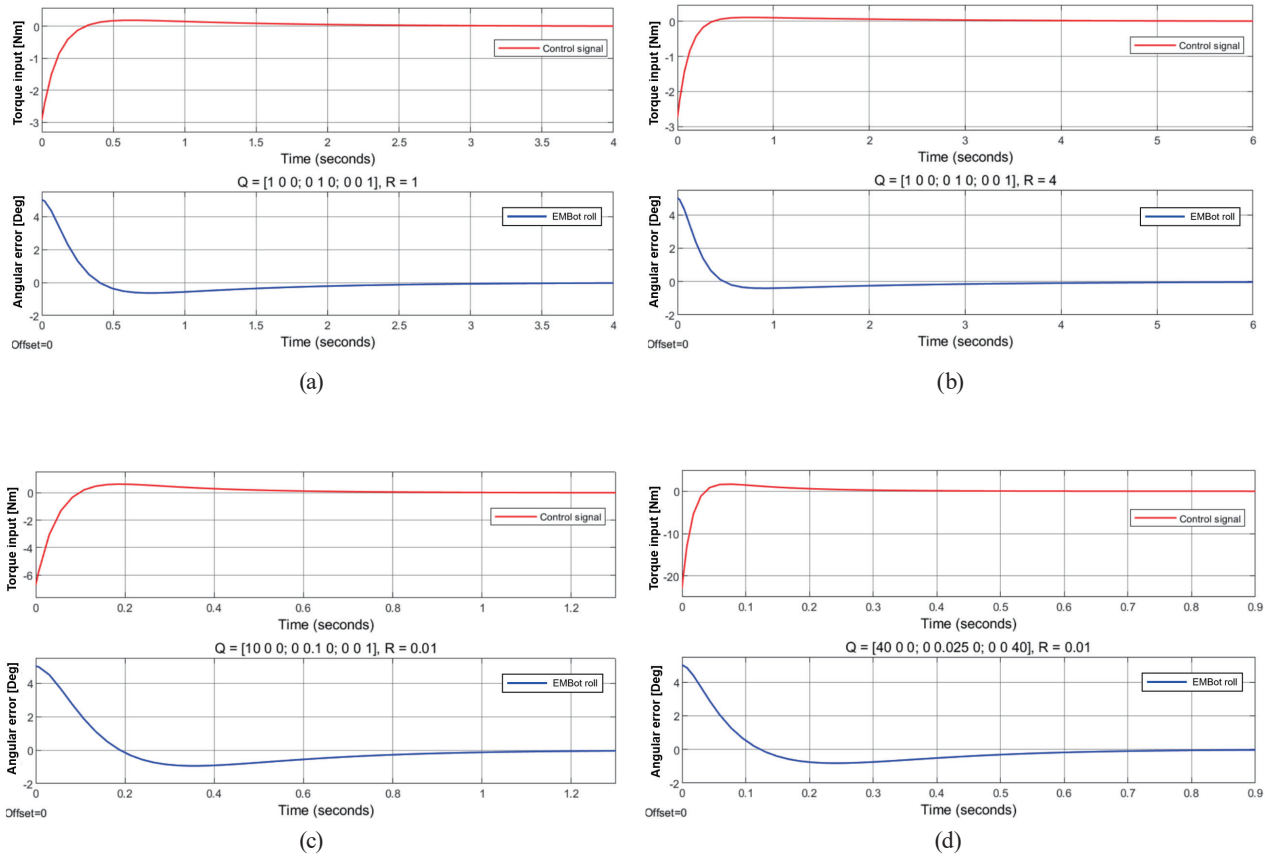 Torque input [Nm]
0
-1
-2
-3
Control signal
0 0.5 1 2 2.5 3 3.5 4
Time (seconds)
Q = [1 0 0; 0 1 0; 0 0 1], R = 1
Angular error [Deg]
4
2
0
-2
EMBot roll
0 0.5 1 1.5 2 2.5 3 3.5 4
Offset=0
Time (seconds)
(a)
Torque input [Nm]
0
-1
-2
-3
Control signal
0 1 2 3 4 5 6
Time (seconds)
Q = [1 0 0; 0 1 0; 0 0 1], R = 4
Angular error [Deg]
4
2
0
-2
EMBot roll
0 1 2 3 4 5 6
Offset=0
Time (seconds)
(b)
Torque input [Nm]
0
-2
-4
-6
Control signal
0 0.2 0.4 0.6 0.8 1 1.2
Time (seconds)
Q = [10 0 0; 0 0.1 0; 0 0 1], R = 0.01
Angular error [Deg]
4
2
0
-2
EMBot roll
0 0.2 0.4 0.6 0.8 1 1.2
Offset=0
Time (seconds)
(c)
Torque input [Nm]
0
-10
-20
Control signal
0 0.1 0.2 0.3 0.4 0.5 0.6 0.7 0.8 0.9
Time (seconds)
Q = [40 0 0; 0 0.025 0; 0 0 40], R = 0.01
Angular error [Deg]
4
2
0
-2
EMBot roll
0 0.1 0.2 0.3 0.4 0.5 0.6 0.7 0.8 0.9
Offset=0
Time (seconds)
(d)